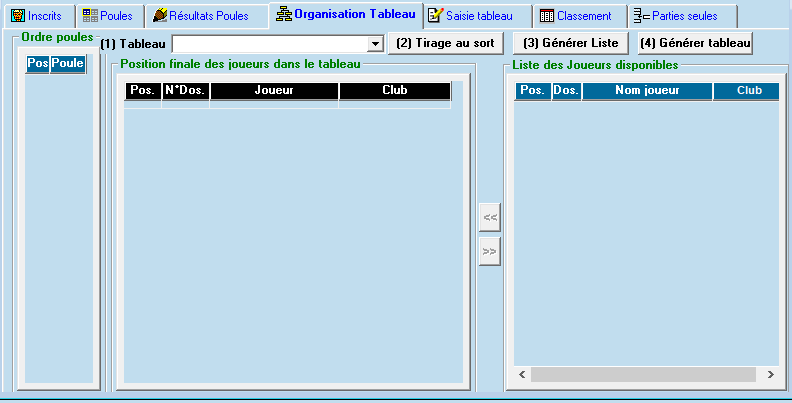 Inscrits Poules Résultats Poules Organisation Tableau Saisie tableau Classement Parties seules
Ordre poules (1) Tableau (2) Tirage au sort (3) Générer Liste (4) Générer tableau
Position finale des joueurs dans le tableau Liste des Joueurs disponibles
Pos Poule
Pos. N°Dos. Joueur Club
Pos. Dos. Nom joueur Club
<<
>>